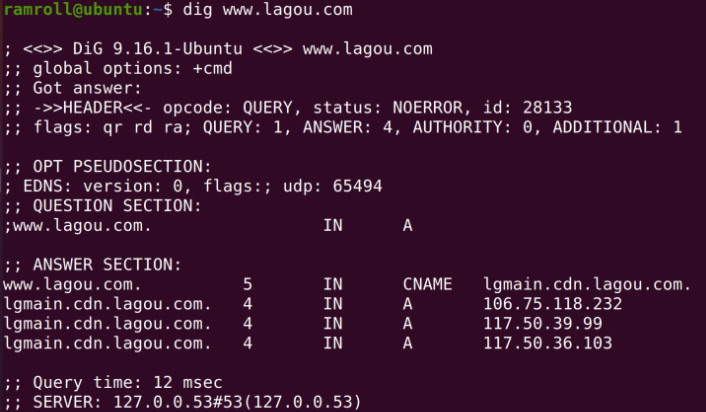 ramroll@ubuntu:~$ dig www.lagou.com
; <<>> DiG 9.16.1-Ubuntu <<>> www.lagou.com
;; global options: +cmd
;; Got answer:
;; ->>HEADER<<- opcode: QUERY, status: NOERROR, id: 28133
;; flags: qr rd ra; QUERY: 1, ANSWER: 4, AUTHORITY: 0, ADDITIONAL: 1
;; OPT PSEUDOSECTION:
; EDNS: version: 0, flags:; udp: 65494
;; QUESTION SECTION:
;www.lagou.com. IN A
;; ANSWER SECTION:
www.lagou.com. 5 IN CNAME lgmain.cdn.lagou.com.
lgmain.cdn.lagou.com. 4 IN A 106.75.118.232
lgmain.cdn.lagou.com. 4 IN A 117.50.39.99
lgmain.cdn.lagou.com. 4 IN A 117.50.36.103
;; Query time: 12 msec
;; SERVER: 127.0.0.53#53(127.0.0.53)